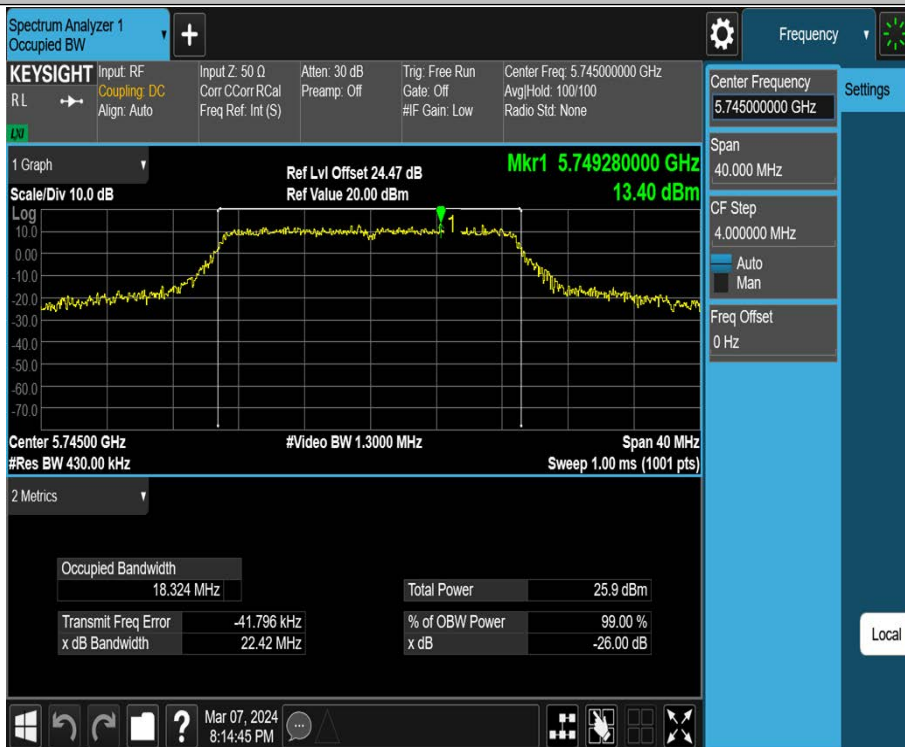 Spectrum Analyzer 1
Occupied BW
+
Frequency
KEYSIGHT
RL
LXI
Input: RF
Coupling: DC
Align: Auto
Input Z: 50 Ω
Corr CCorr RCal
Freq Ref: Int (S)
Atten: 30 dB
Preamp: Off
Trig: Free Run
Gate: Off
#IF Gain: Low
Center Freq: 5.745000000 GHz
Avg|Hold: 100/100
Radio Std: None
Center Frequency
5.745000000 GHz
Settings
Span
40.000 MHz
CF Step
4.000000 MHz
Auto
Man
Freq Offset
0 Hz
1 Graph
Scale/Div 10.0 dB
Ref Lvl Offset 24.47 dB
Ref Value 20.00 dBm
Mkr1 5.749280000 GHz
13.40 dBm
Log
10.0
0.00
-10.0
-20.0
-30.0
-40.0
-50.0
-60.0
-70.0
1
Center 5.74500 GHz
#Video BW 1.3000 MHz
Span 40 MHz
#Res BW 430.00 kHz
Sweep 1.00 ms (1001 pts)
2 Metrics
Occupied Bandwidth
18.324 MHz
Total Power 25.9 dBm
Transmit Freq Error -41.796 kHz
% of OBW Power 99.00 %
x dB Bandwidth 22.42 MHz
x dB -26.00 dB
Local
?
Mar 07, 2024
8:14:45 PM